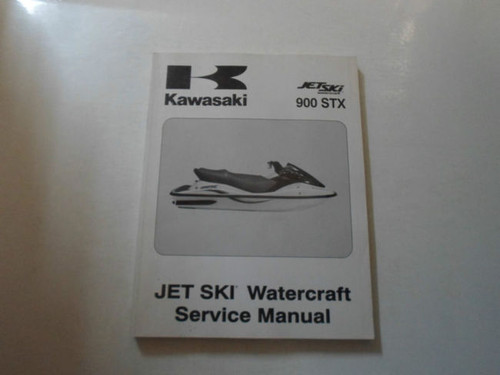 Kawasaki
JET SKI
900 STX
JET SKI Watercraft
Service Manual